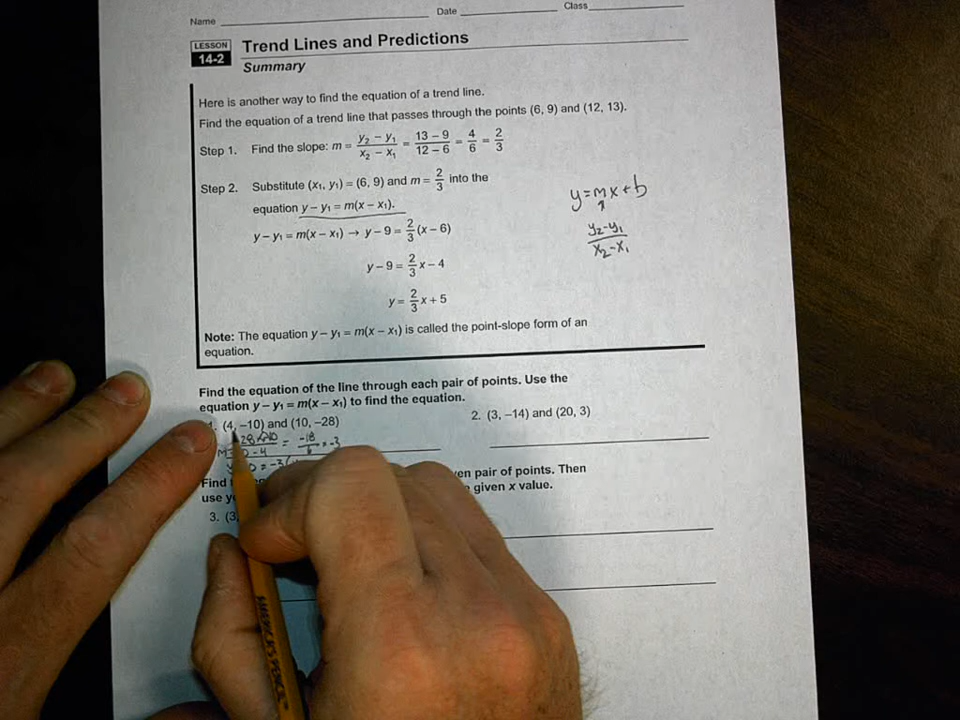 Name Date Class
LESSON
14-2
Trend Lines and Predictions
Summary
Here is another way to find the equation of a trend line.
Find the equation of a trend line that passes through the points (6, 9) and (12, 13).
Step 1. Find the slope: m = y₂ − y₁ / x₂ − x₁ = 13 − 9 / 12 − 6 = 4/6 = 2/3
Step 2. Substitute (x₁, y₁) = (6, 9) and m = 2/3 into the
equation y − y₁ = m(x − x₁).
y − y₁ = m(x − x₁) → y − 9 = 2/3(x − 6)
y − 9 = 2/3x − 4
y = 2/3x + 5
y=mx+b
y₂-y₁
x₂-x₁
Note: The equation y − y₁ = m(x − x₁) is called the point-slope form of an
equation.
Find the equation of the line through each pair of points. Use the
equation y − y₁ = m(x − x₁) to find the equation.
1. (4, −10) and (10, −28)
2. (3, −14) and (20, 3)
= -18
6
-3
Find
en pair of points. Then
use y
given x value.
3. (3